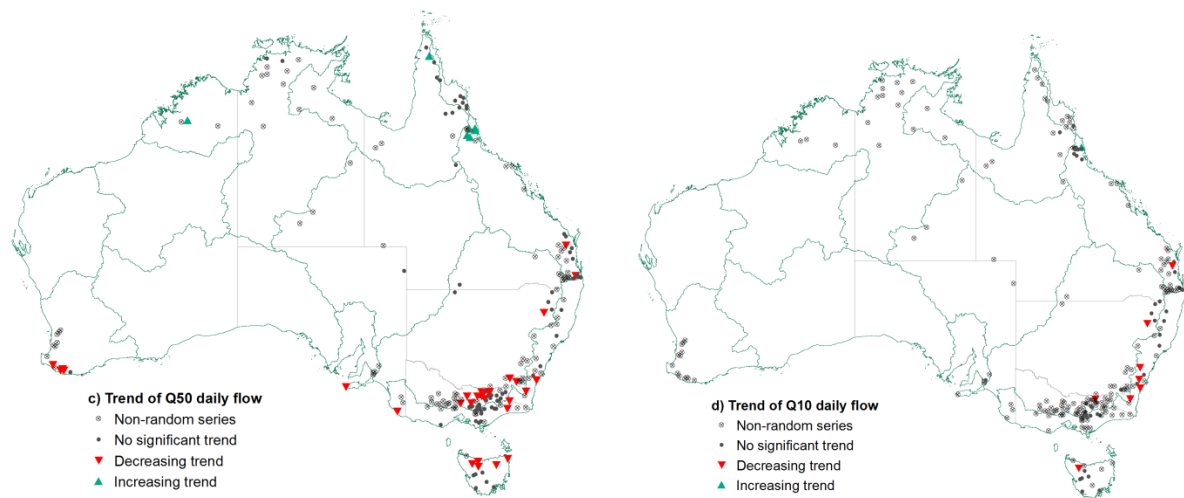 c) Trend of Q50 daily flow
Non-random series
No significant trend
Decreasing trend
Increasing trend
d) Trend of Q10 daily flow
Non-random series
No significant trend
Decreasing trend
Increasing trend